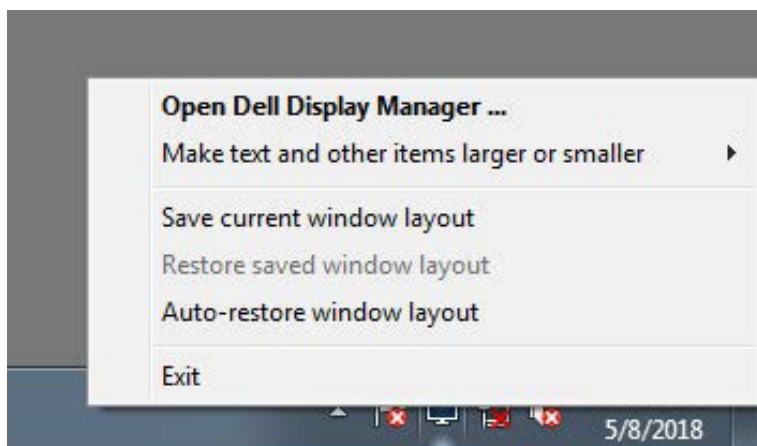 Open Dell Display Manager ...
Make text and other items larger or smaller
Save current window layout
Restore saved window layout
Auto-restore window layout
Exit
5/8/2018